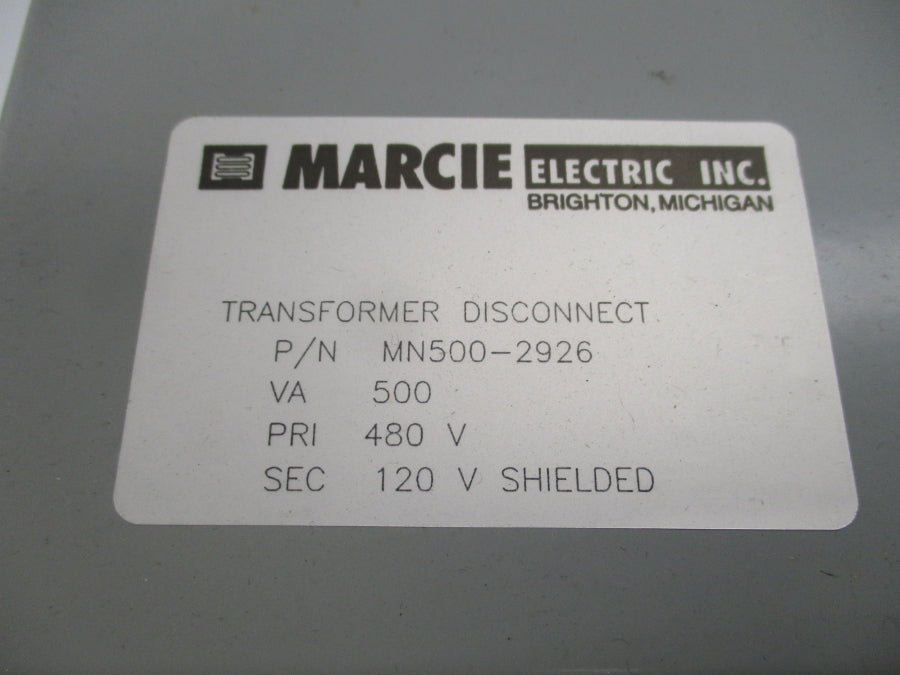 MARCIE ELECTRIC INC.
BRIGHTON, MICHIGAN
TRANSFORMER DISCONNECT
P/N MN500-2926
VA 500
PRI 480 V
SEC 120 V SHIELDED